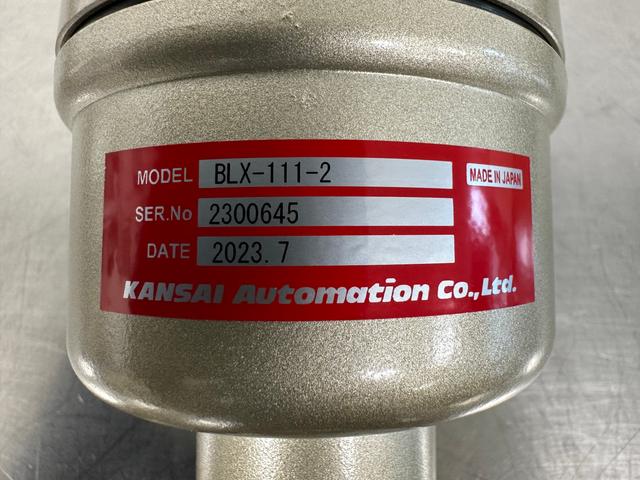 MODEL BLX-111-2 MADE IN JAPAN
SER.No 2300645
DATE 2023.7
KANSAI Automation Co.,Ltd.